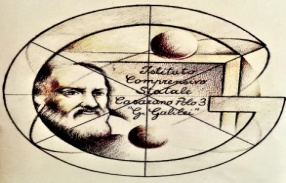 Istituto
Comprensivo
Statale
Casarano Polo 3
"G. Galilei"